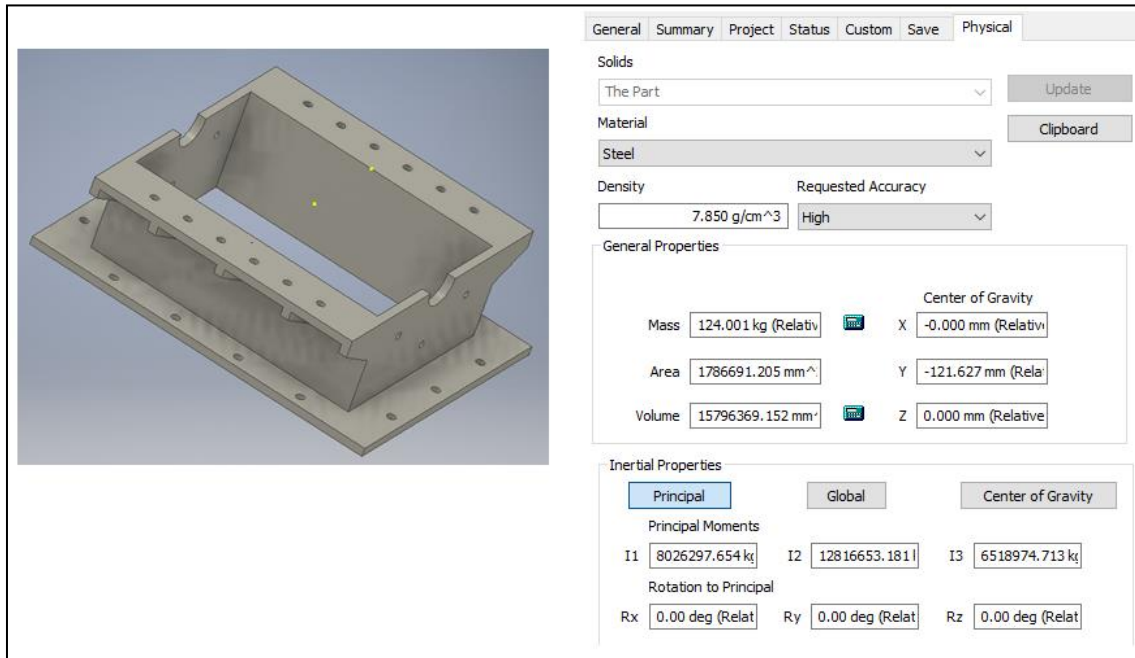 General Summary Project Status Custom Save Physical
Solids
The Part
Update
Material
Clipboard
Steel
Density Requested Accuracy
7.850 g/cm^3 High
General Properties
Center of Gravity
Mass 124.001 kg (Relativ X -0.000 mm (Relativ
Area 1786691.205 mm^ Y -121.627 mm (Rela
Volume 15796369.152 mm Z 0.000 mm (Relative
Inertial Properties
Principal Global Center of Gravity
Principal Moments
I1 8026297.654 kg I2 12816653.181 I3 6518974.713 kg
Rotation to Principal
Rx 0.00 deg (Relat Ry 0.00 deg (Relat Rz 0.00 deg (Relat